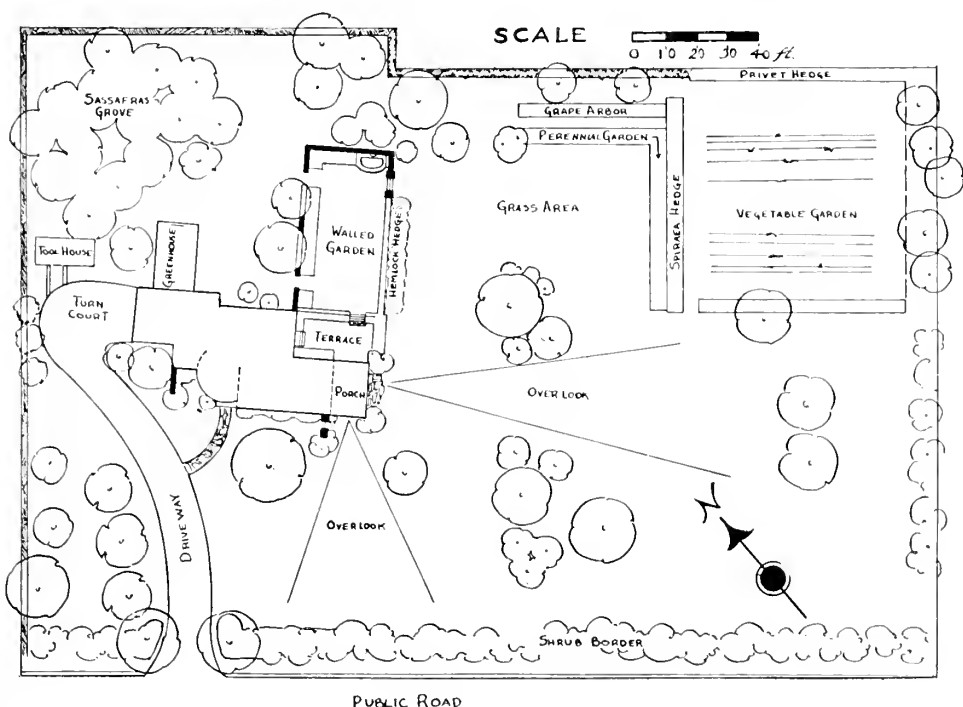 SCALE
0 10 20 30 40 ft.
PRIVET HEDGE
SASSAFRAS
GROVE
GRAPE ARBOR
PERENNIAL GARDEN
GRASS AREA
SPIRAEA HEDGE
VEGETABLE GARDEN
WALLED
GARDEN
HEMLOCK HEDGE
TOOL HOUSE
GREENHOUSE
TURN
COURT
TERRACE
PORCH
OVERLOOK
OVERLOOK
DRIVEWAY
N
SHRUB BORDER
PUBLIC ROAD